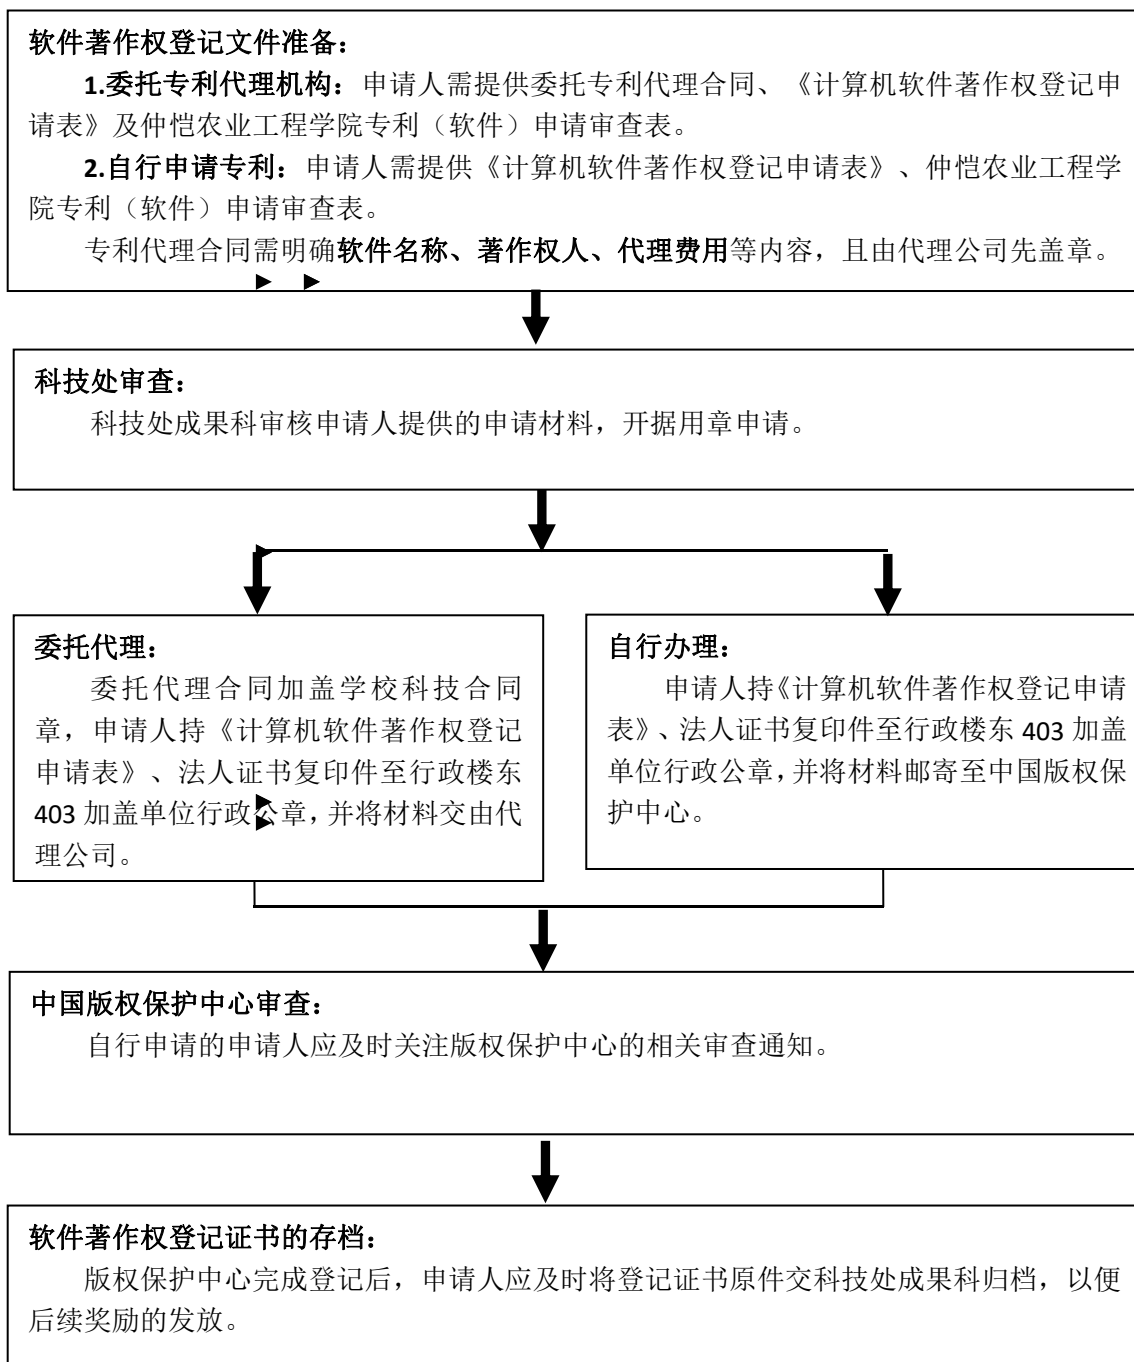 软件著作权登记文件准备：
1.委托专利代理机构：申请人需提供委托专利代理合同、《计算机软件著作权登记申
请表》及仲恺农业工程学院专利（软件）申请审查表。
2.自行申请专利：申请人需提供《计算机软件著作权登记申请表》、仲恺农业工程学
院专利（软件）申请审查表。
专利代理合同需明确软件名称、著作权人、代理费用等内容，且由代理公司先盖章。
科技处审查：
科技处成果科审核申请人提供的申请材料，开据用章申请。
委托代理：
委托代理合同加盖学校科技合同
章，申请人持《计算机软件著作权登记
申请表》、法人证书复印件至行政楼东
403 加盖单位行政公章，并将材料交由代
理公司。
自行办理：
申请人持《计算机软件著作权登记申请
表》、法人证书复印件至行政楼东 403 加盖
单位行政公章，并将材料邮寄至中国版权保
护中心。
中国版权保护中心审查：
自行申请的申请人应及时关注版权保护中心的相关审查通知。
软件著作权登记证书的存档：
版权保护中心完成登记后，申请人应及时将登记证书原件交科技处成果科归档，以便
后续奖励的发放。